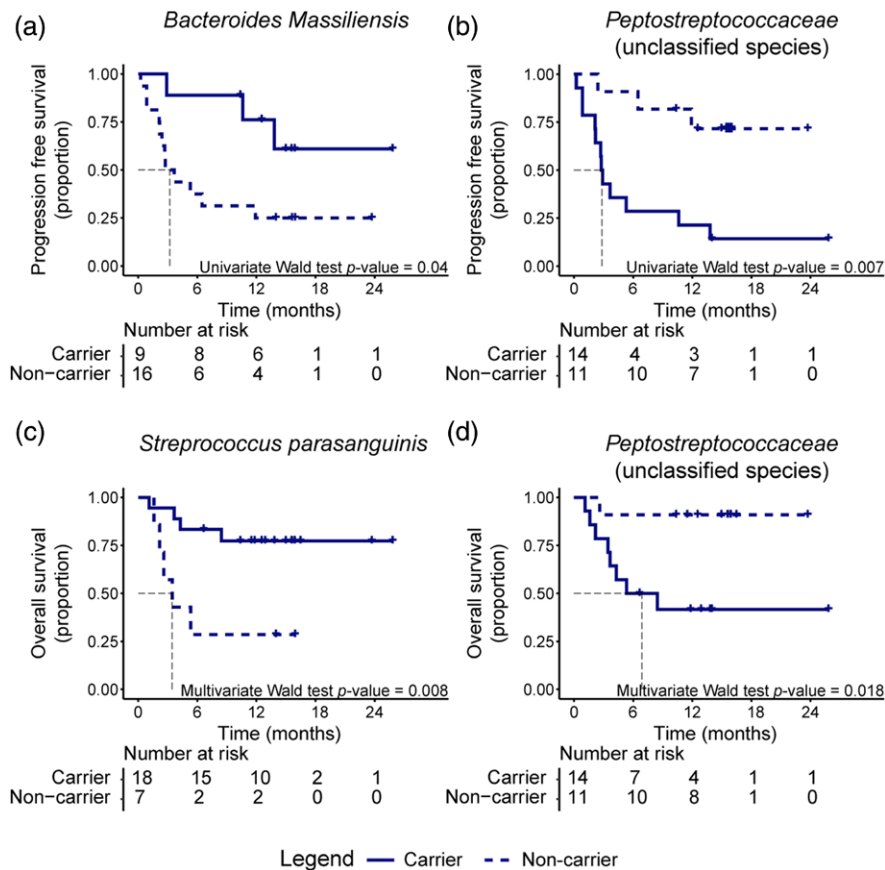 (a)
Bacteroides Massiliensis
Progression free survival
(proportion)
1.00
0.75
0.50
0.25
0.00
Univariate Wald test p-value = 0.04
0 6 12 18 24
Time (months)
Number at risk
Carrier 9 8 6 1 1
Non-carrier 16 6 4 1 0
(b)
Peptostreptococcaceae
(unclassified species)
Progression free survival
(proportion)
1.00
0.75
0.50
0.25
0.00
Univariate Wald test p-value = 0.007
0 6 12 18 24
Time (months)
Number at risk
Carrier 14 4 3 1 1
Non-carrier 11 10 7 1 0
(c)
Streprococcus parasanguinis
Overall survival
(proportion)
1.00
0.75
0.50
0.25
0.00
Multivariate Wald test p-value = 0.008
0 6 12 18 24
Time (months)
Number at risk
Carrier 18 15 10 2 1
Non-carrier 7 2 2 0 0
(d)
Peptostreptococcaceae
(unclassified species)
Overall survival
(proportion)
1.00
0.75
0.50
0.25
0.00
Multivariate Wald test p-value = 0.018
0 6 12 18 24
Time (months)
Number at risk
Carrier 14 7 4 1 1
Non-carrier 11 10 8 1 0
Legend Carrier Non-carrier